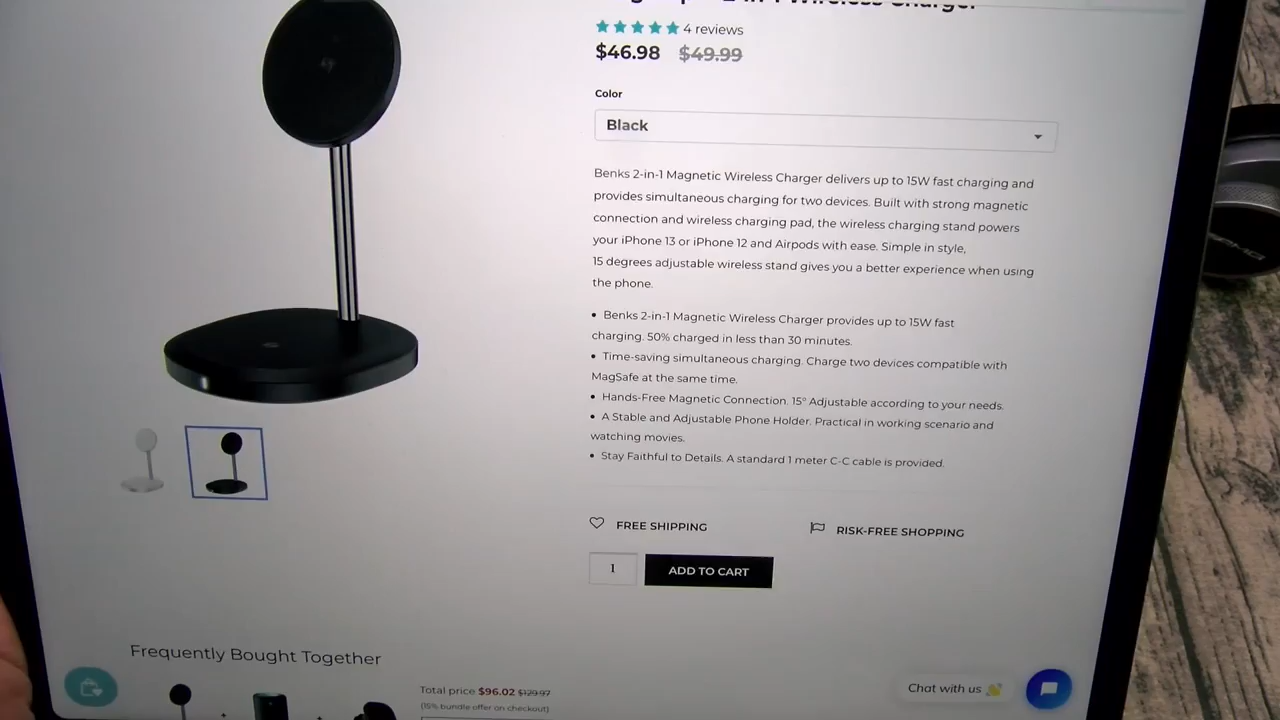 2-in-1 Wireless Charger
4 reviews
$46.98 $49.99
Color
Black
Benks 2-in-1 Magnetic Wireless Charger delivers up to 15W fast charging and
provides simultaneous charging for two devices. Built with strong magnetic
connection and wireless charging pad, the wireless charging stand powers
your iPhone 13 or iPhone 12 and Airpods with ease. Simple in style,
15 degrees adjustable wireless stand gives you a better experience when using
the phone.
• Benks 2-in-1 Magnetic Wireless Charger provides up to 15W fast
charging. 50% charged in less than 30 minutes.
• Time-saving simultaneous charging. Charge two devices compatible with
MagSafe at the same time.
• Hands-Free Magnetic Connection. 15° Adjustable according to your needs.
• A Stable and Adjustable Phone Holder. Practical in working scenario and
watching movies.
• Stay Faithful to Details. A standard 1 meter C-C cable is provided.
FREE SHIPPING RISK-FREE SHOPPING
1 ADD TO CART
Frequently Bought Together
Total price $96.02 $129.97
(15% bundle offer on checkout)
Chat with us 👋